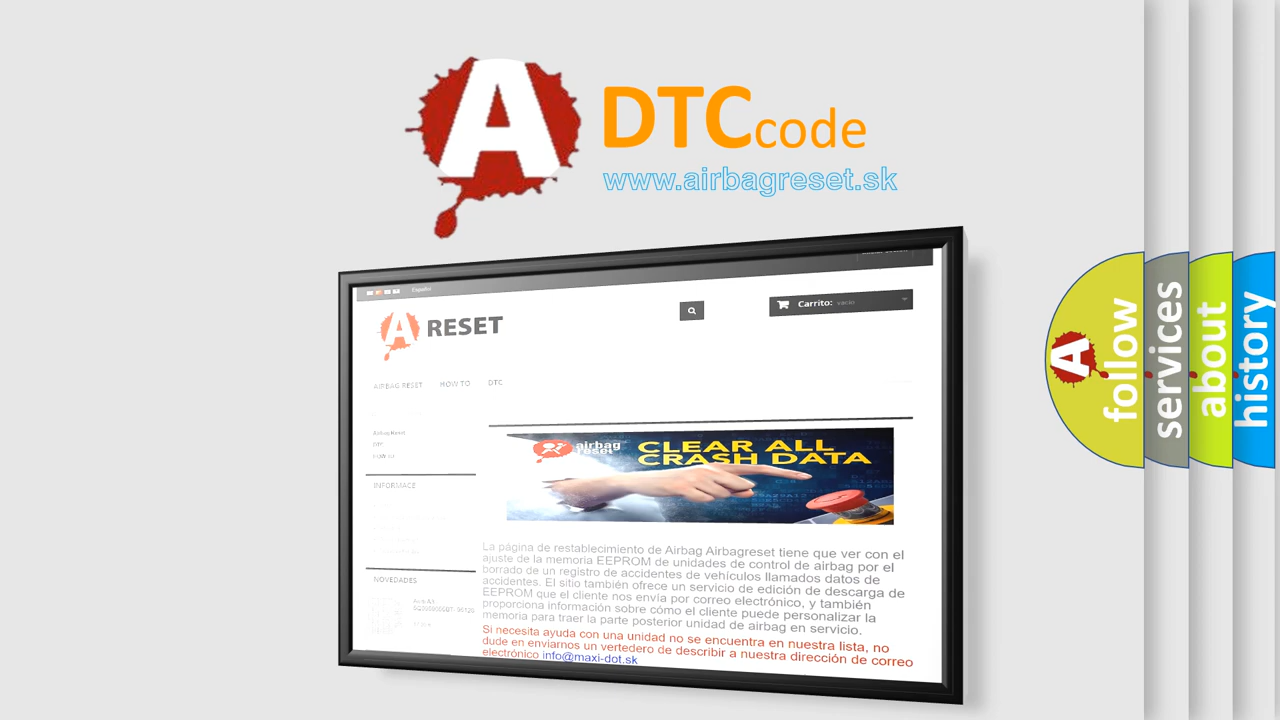 A DTCcode
www.airbagreset.sk
Español
A RESET
Carrito: vacío
AIRBAG RESET HOW TO DTC
Airbag Reset
DTC
HOW TO
INFORMACE
NOVEDADES
airbag
reset
CLEAR ALL
CRASH DATA
La página de restablecimiento de Airbag Airbagreset tiene que ver con el
ajuste de la memoria EEPROM de unidades de control de airbag por el
borrado de un registro de accidentes de vehículos llamados datos de
accidentes. El sitio también ofrece un servicio de edición de descarga de
EEPROM que el cliente nos envía por correo electrónico, y también
proporciona información sobre cómo el cliente puede personalizar la
memoria para traer la parte posterior unidad de airbag en servicio.
Si necesita ayuda con una unidad no se encuentra en nuestra lista, no
dude en enviarnos un vertedero de describir a nuestra dirección de correo
electrónico info@maxi-dot.sk
A
follow
services
about
history